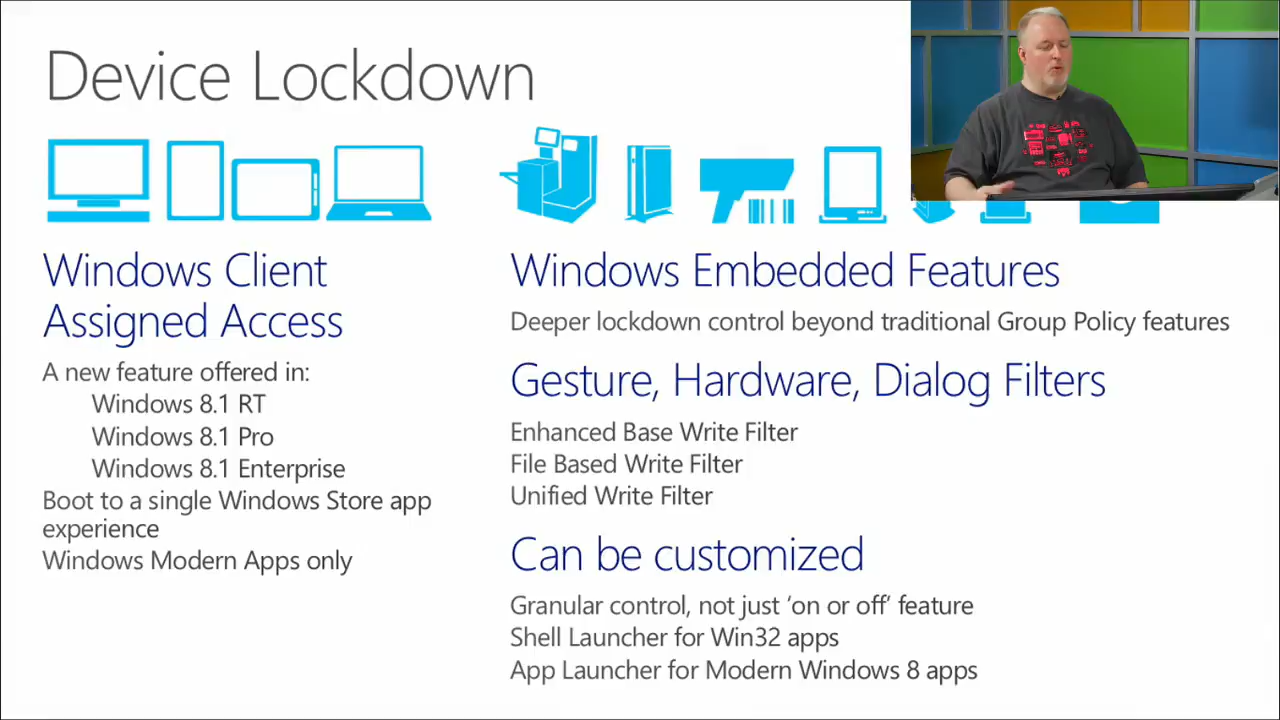 Device Lockdown
Windows Client
Assigned Access
A new feature offered in:
Windows 8.1 RT
Windows 8.1 Pro
Windows 8.1 Enterprise
Boot to a single Windows Store app
experience
Windows Modern Apps only
Windows Embedded Features
Deeper lockdown control beyond traditional Group Policy features
Gesture, Hardware, Dialog Filters
Enhanced Base Write Filter
File Based Write Filter
Unified Write Filter
Can be customized
Granular control, not just ‘on or off’ feature
Shell Launcher for Win32 apps
App Launcher for Modern Windows 8 apps